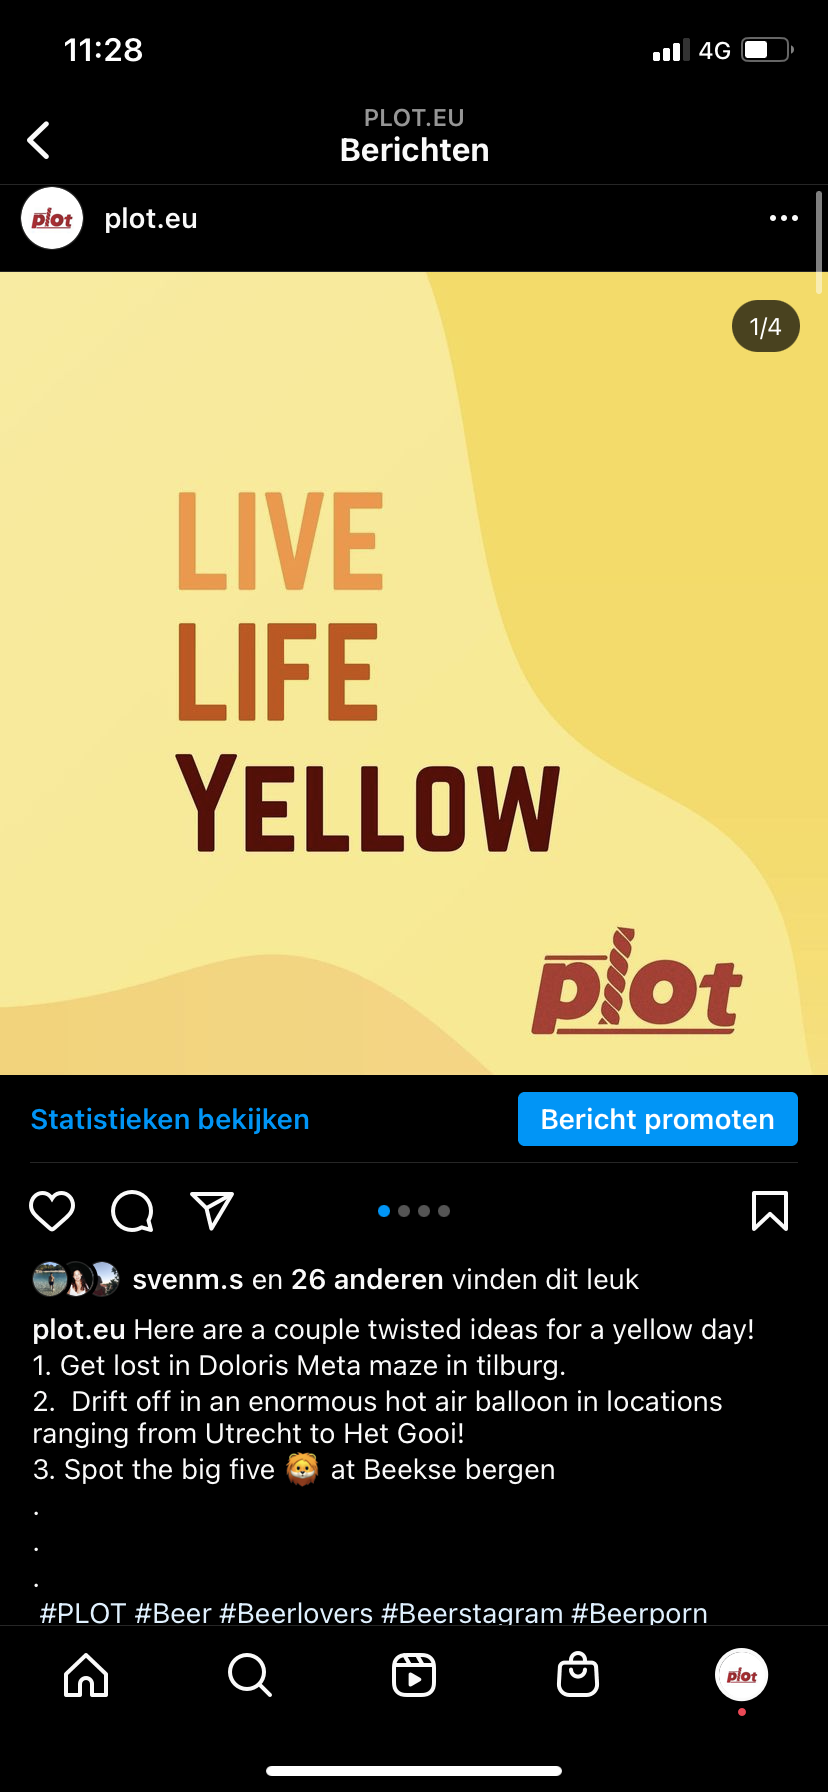 11:28
4G
PLOT.EU
Berichten
plot
plot.eu
1/4
LIVE
LIFE
YELLOW
plot
Statistieken bekijken
Bericht promoten
svenm.s en 26 anderen vinden dit leuk
plot.eu Here are a couple twisted ideas for a yellow day!
1. Get lost in Doloris Meta maze in tilburg.
2.  Drift off in an enormous hot air balloon in locations
ranging from Utrecht to Het Gooi!
3. Spot the big five 🦁 at Beekse bergen
.
.
.
#PLOT #Beer #Beerlovers #Beerstagram #Beerporn
plot